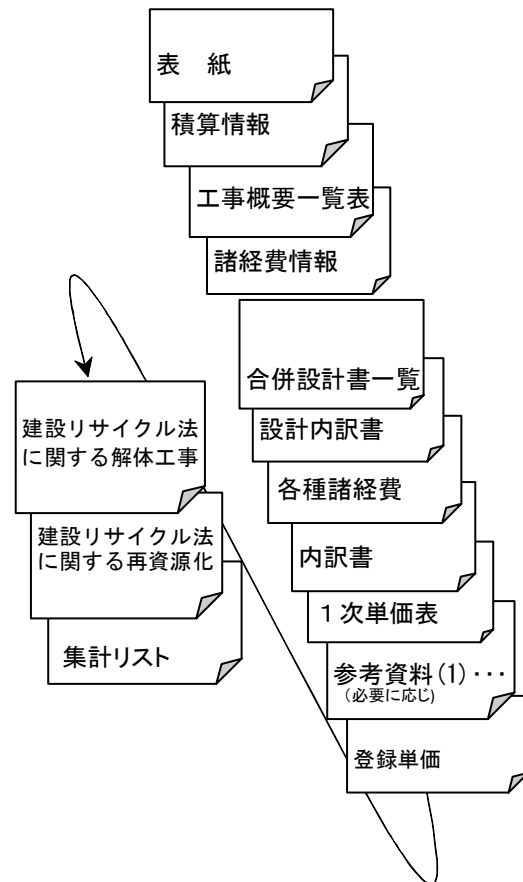 表　紙
積算情報
工事概要一覧表
諸経費情報
合併設計書一覧
設計内訳書
各種諸経費
内訳書
１次単価表
参考資料(1)･･･
(必要に応じ)
登録単価
建設リサイクル法
に関する解体工事
建設リサイクル法
に関する再資源化
集計リスト